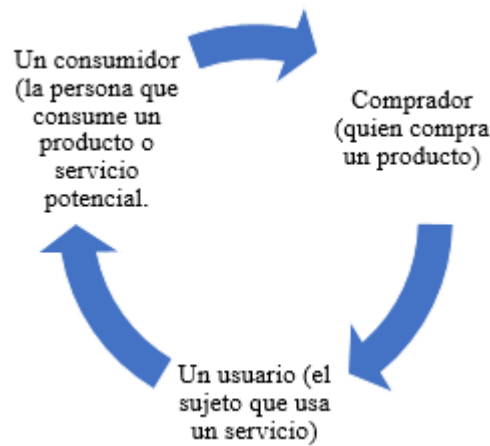 Un consumidor
(la persona que
consume un
producto o
servicio
potencial.
Comprador
(quien compra
un producto)
Un usuario (el
sujeto que usa
un servicio)